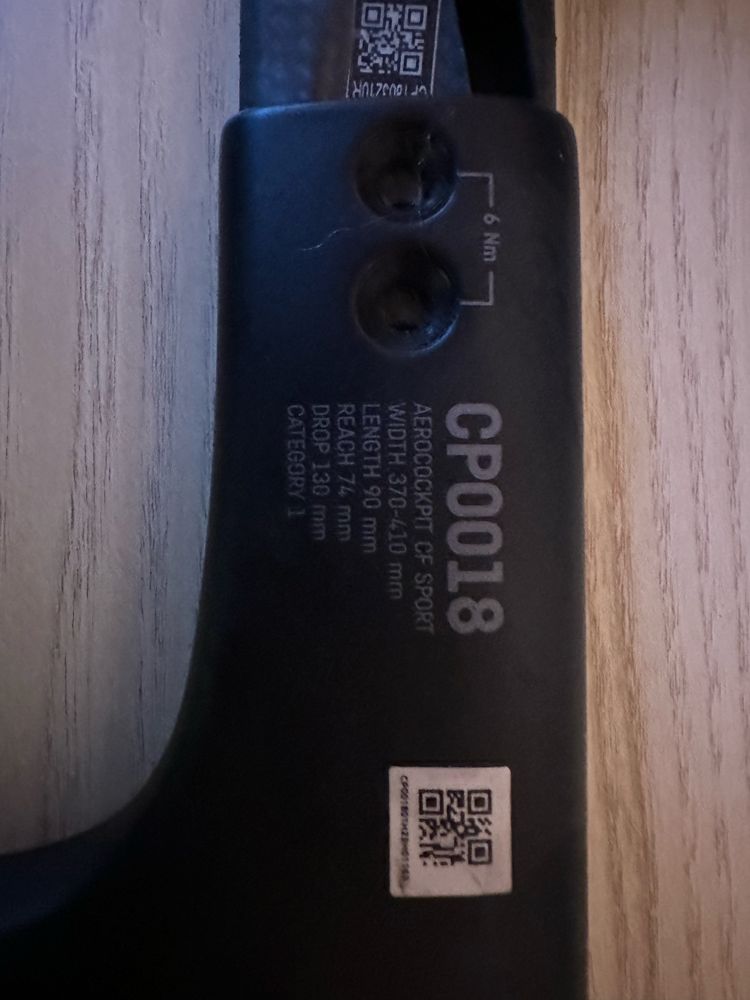 6 Nm
CP0018
AEROCOCKPIT CF SPORT
WIDTH 370-410 mm
LENGTH 90 mm
REACH 74 mm
DROP 130 mm
CATEGORY 1